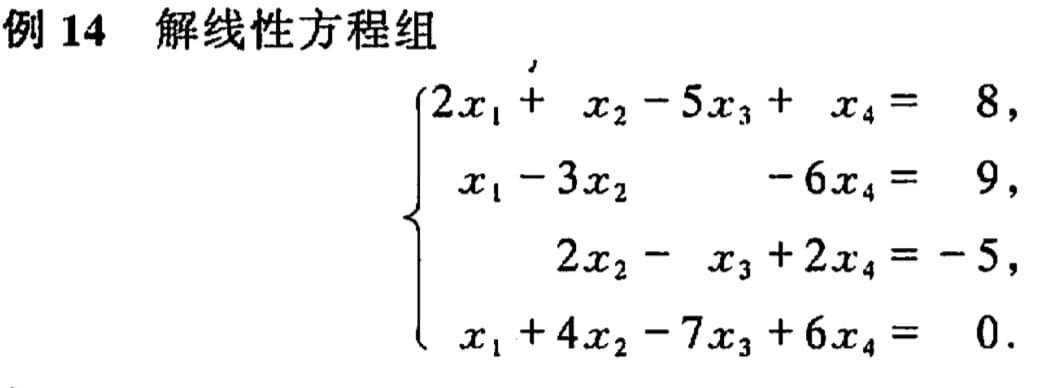 例 14 解线性方程组
2x₁ + x₂ - 5x₃ + x₄ = 8,
x₁ - 3x₂ - 6x₄ = 9,
2x₂ - x₃ + 2x₄ = -5,
x₁ + 4x₂ - 7x₃ + 6x₄ = 0.